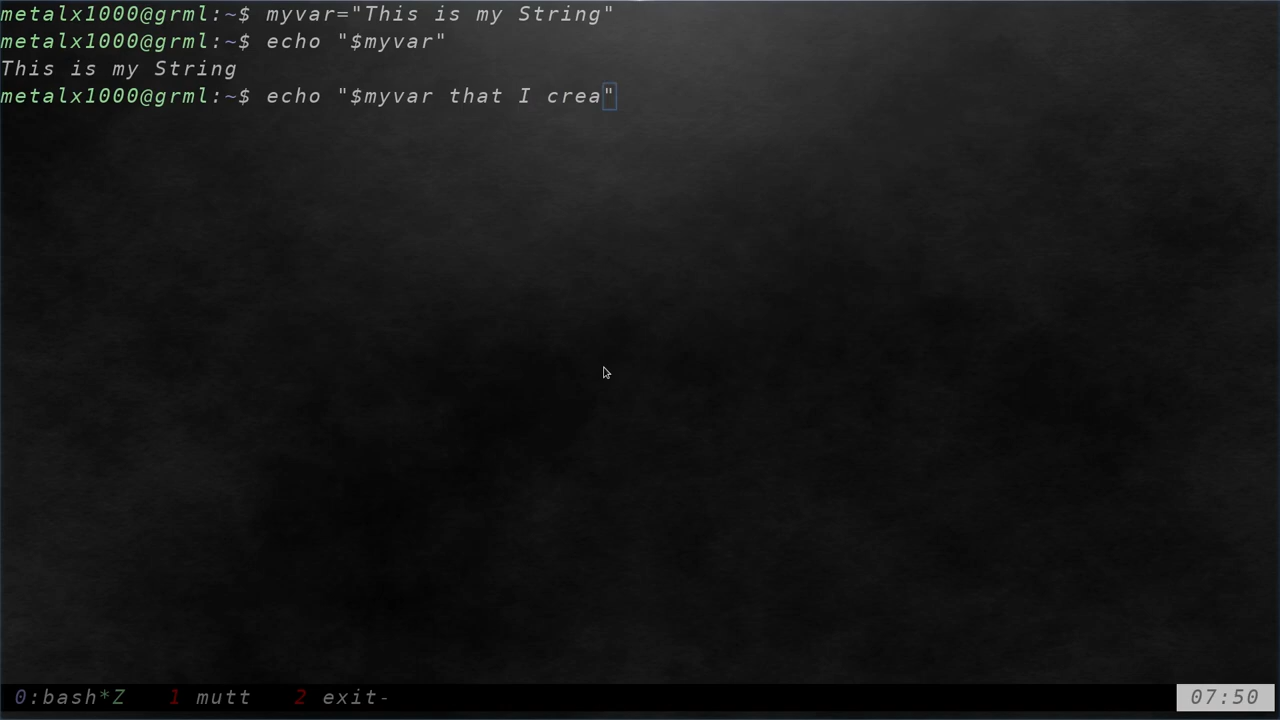 metalx1000@grml:~$ myvar="This is my String"
metalx1000@grml:~$ echo "$myvar"
This is my String
metalx1000@grml:~$ echo "$myvar that I crea"
0:bash*Z 1 mutt 2 exit- 07:50